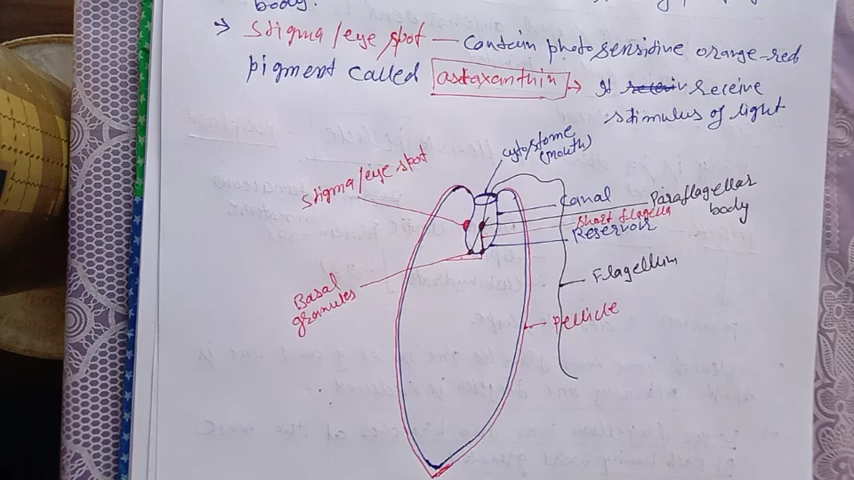 body.
→ Stigma/eye spot — Contain photosensitive orange-red
pigment called astaxanthin → It receive
stimulus of light
cytostome
(mouth)
Stigma/eye spot
Canal
Paraflagellar
body
Short flagella
Reservoir
Flagellum
Basal
granules
Pellicle